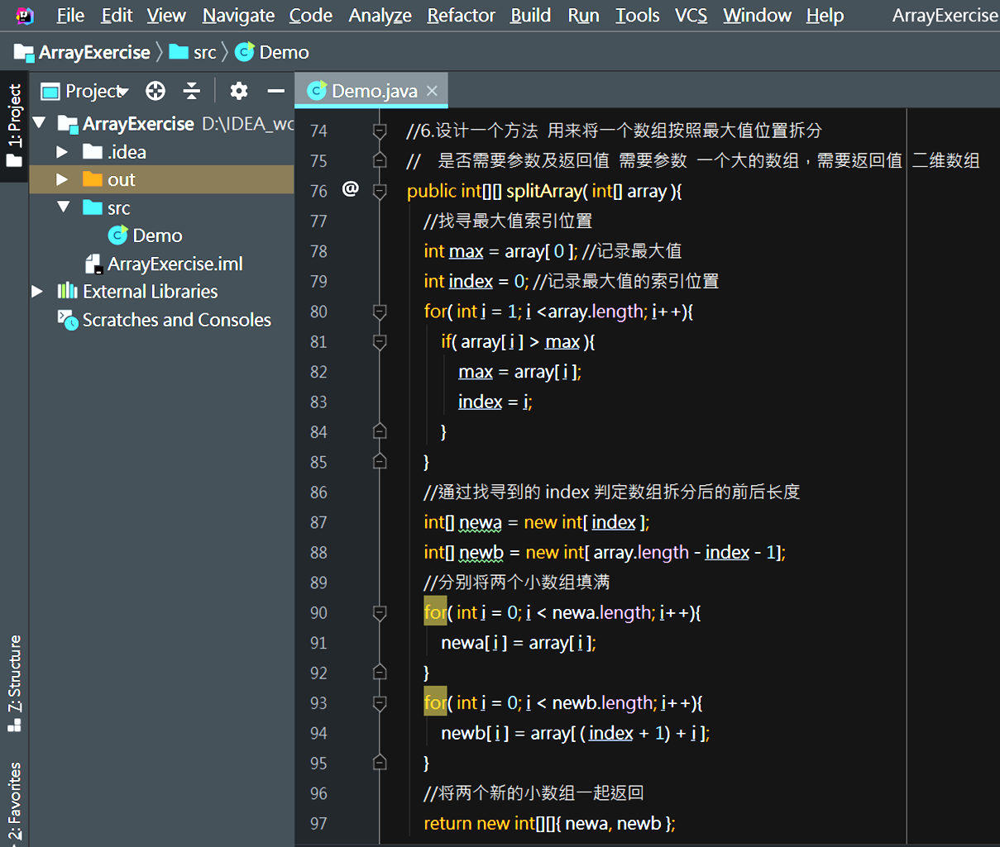 File Edit View Navigate Code Analyze Refactor Build Run Tools VCS Window Help ArrayExercise
ArrayExercise src Demo
1: Project
Project
Demo.java
ArrayExercise D:\IDEA_wo
.idea
out
src
Demo
ArrayExercise.iml
External Libraries
Scratches and Consoles
Z: Structure
2: Favorites
74 //6.设计一个方法 用来将一个数组按照最大值位置拆分
75 // 是否需要参数及返回值 需要参数 一个大的数组，需要返回值 二维数组
76 @ public int[][] splitArray( int[] array ){
77 //找寻最大值索引位置
78 int max = array[ 0 ]; //记录最大值
79 int index = 0; //记录最大值的索引位置
80 for( int i = 1; i <array.length; i++){
81 if( array[ i ] > max ){
82 max = array[ i ];
83 index = i;
84 }
85 }
86 //通过找寻到的 index 判定数组拆分后的前后长度
87 int[] newa = new int[ index ];
88 int[] newb = new int[ array.length - index - 1];
89 //分别将两个小数组填满
90 for( int i = 0; i < newa.length; i++){
91 newa[ i ] = array[ i ];
92 }
93 for( int i = 0; i < newb.length; i++){
94 newb[ i ] = array[ ( index + 1) + i ];
95 }
96 //将两个新的小数组一起返回
97 return new int[][]{ newa, newb };